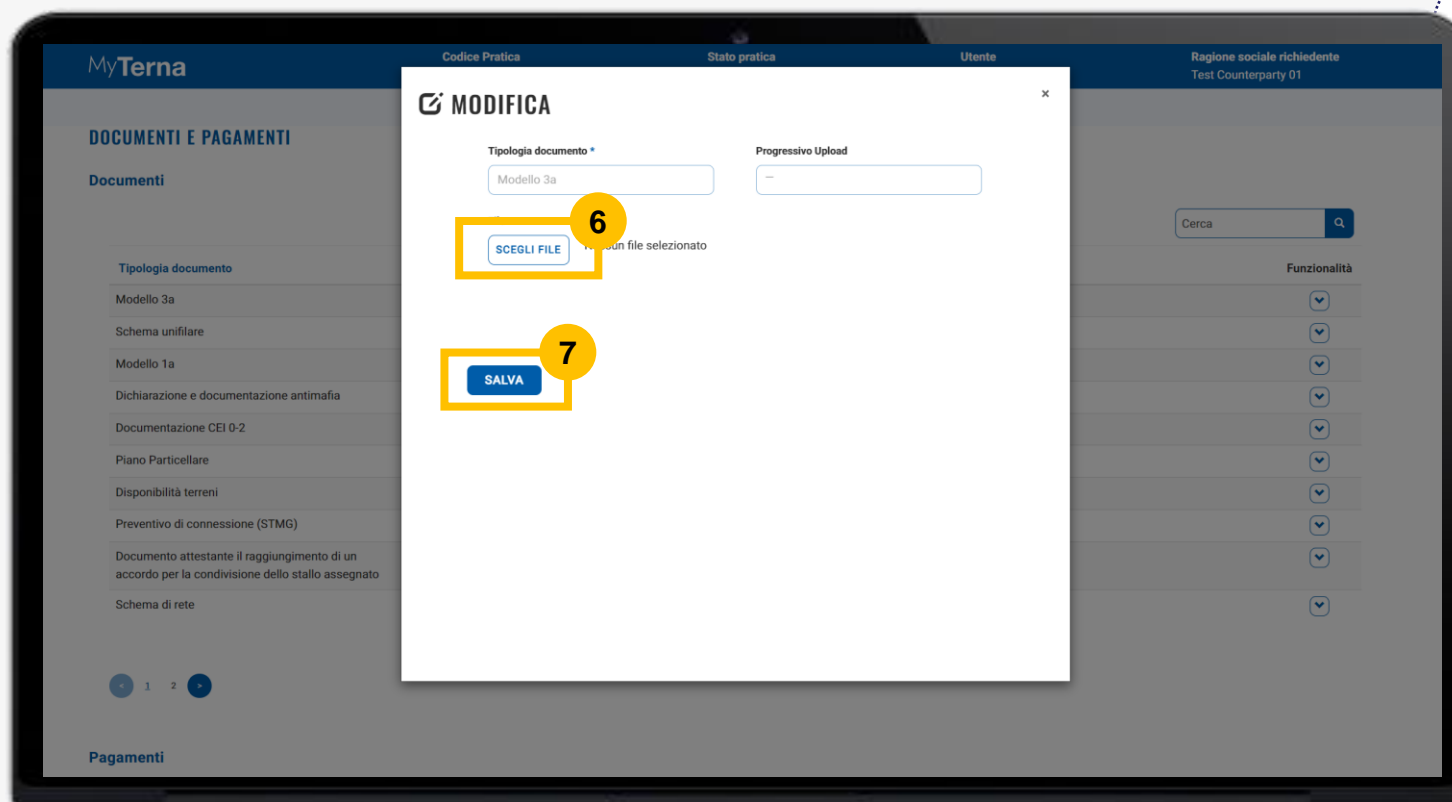 MyTerna
Codice Pratica
Stato pratica
Utente
Ragione sociale richiedente
Test Counterparty 01
MODIFICA
×
DOCUMENTI E PAGAMENTI
Documenti
Tipologia documento *
Progressivo Upload
Modello 3a
—
6
SCEGLI FILE
file selezionato
7
SALVA
Cerca
Tipologia documento
Funzionalità
Modello 3a
Schema unifilare
Modello 1a
Dichiarazione e documentazione antimafia
Documentazione CEI 0-2
Piano Particellare
Disponibilità terreni
Preventivo di connessione (STMG)
Documento attestante il raggiungimento di un
accordo per la condivisione dello stallo assegnato
Schema di rete
< 1 2 >
Pagamenti